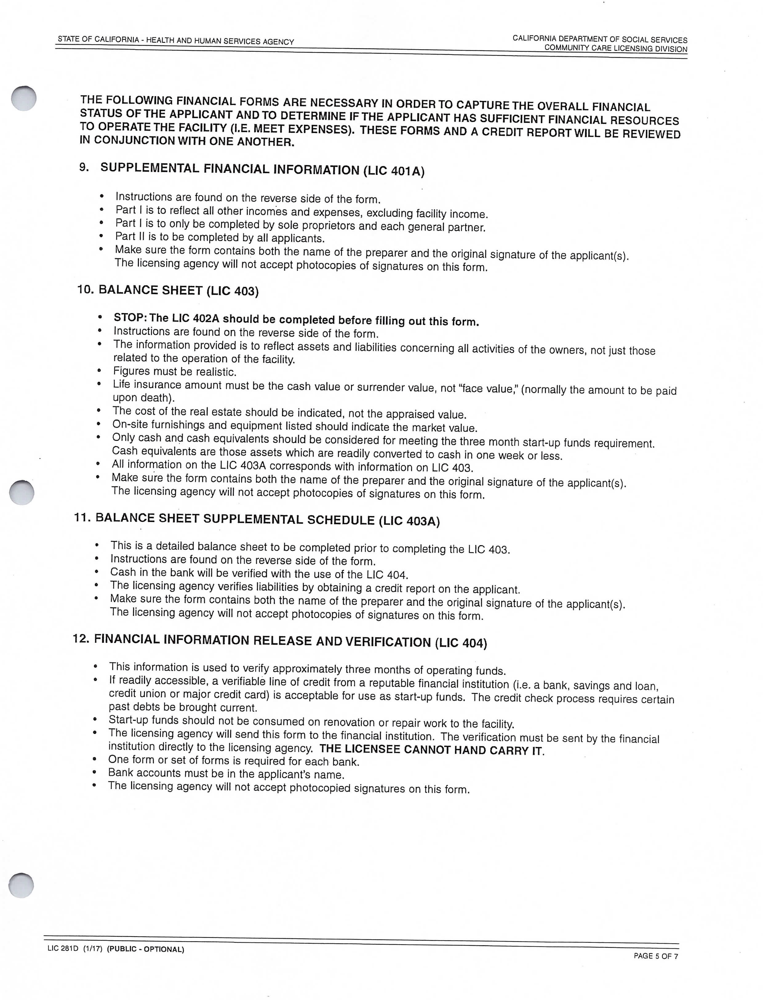 STATE OF CALIFORNIA - HEALTH AND HUMAN SERVICES AGENCY
CALIFORNIA DEPARTMENT OF SOCIAL SERVICES
COMMUNITY CARE LICENSING DIVISION
THE FOLLOWING FINANCIAL FORMS ARE NECESSARY IN ORDER TO CAPTURE THE OVERALL FINANCIAL
STATUS OF THE APPLICANT AND TO DETERMINE IF THE APPLICANT HAS SUFFICIENT FINANCIAL RESOURCES
TO OPERATE THE FACILITY (I.E. MEET EXPENSES). THESE FORMS AND A CREDIT REPORT WILL BE REVIEWED
IN CONJUNCTION WITH ONE ANOTHER.
9. SUPPLEMENTAL FINANCIAL INFORMATION (LIC 401A)
• Instructions are found on the reverse side of the form.
• Part I is to reflect all other incomes and expenses, excluding facility income.
• Part I is to only be completed by sole proprietors and each general partner.
• Part II is to be completed by all applicants.
• Make sure the form contains both the name of the preparer and the original signature of the applicant(s).
The licensing agency will not accept photocopies of signatures on this form.
10. BALANCE SHEET (LIC 403)
• STOP: The LIC 402A should be completed before filling out this form.
• Instructions are found on the reverse side of the form.
• The information provided is to reflect assets and liabilities concerning all activities of the owners, not just those
related to the operation of the facility.
• Figures must be realistic.
• Life insurance amount must be the cash value or surrender value, not “face value,” (normally the amount to be paid
upon death).
• The cost of the real estate should be indicated, not the appraised value.
• On-site furnishings and equipment listed should indicate the market value.
• Only cash and cash equivalents should be considered for meeting the three month start-up funds requirement.
Cash equivalents are those assets which are readily converted to cash in one week or less.
• All information on the LIC 403A corresponds with information on LIC 403.
• Make sure the form contains both the name of the preparer and the original signature of the applicant(s).
The licensing agency will not accept photocopies of signatures on this form.
11. BALANCE SHEET SUPPLEMENTAL SCHEDULE (LIC 403A)
• This is a detailed balance sheet to be completed prior to completing the LIC 403.
• Instructions are found on the reverse side of the form.
• Cash in the bank will be verified with the use of the LIC 404.
• The licensing agency verifies liabilities by obtaining a credit report on the applicant.
• Make sure the form contains both the name of the preparer and the original signature of the applicant(s).
The licensing agency will not accept photocopies of signatures on this form.
12. FINANCIAL INFORMATION RELEASE AND VERIFICATION (LIC 404)
• This information is used to verify approximately three months of operating funds.
• If readily accessible, a verifiable line of credit from a reputable financial institution (i.e. a bank, savings and loan,
credit union or major credit card) is acceptable for use as start-up funds. The credit check process requires certain
past debts be brought current.
• Start-up funds should not be consumed on renovation or repair work to the facility.
• The licensing agency will send this form to the financial institution. The verification must be sent by the financial
institution directly to the licensing agency. THE LICENSEE CANNOT HAND CARRY IT.
• One form or set of forms is required for each bank.
• Bank accounts must be in the applicant's name.
• The licensing agency will not accept photocopied signatures on this form.
LIC 281D (1/17) (PUBLIC - OPTIONAL)
PAGE 5 OF 7